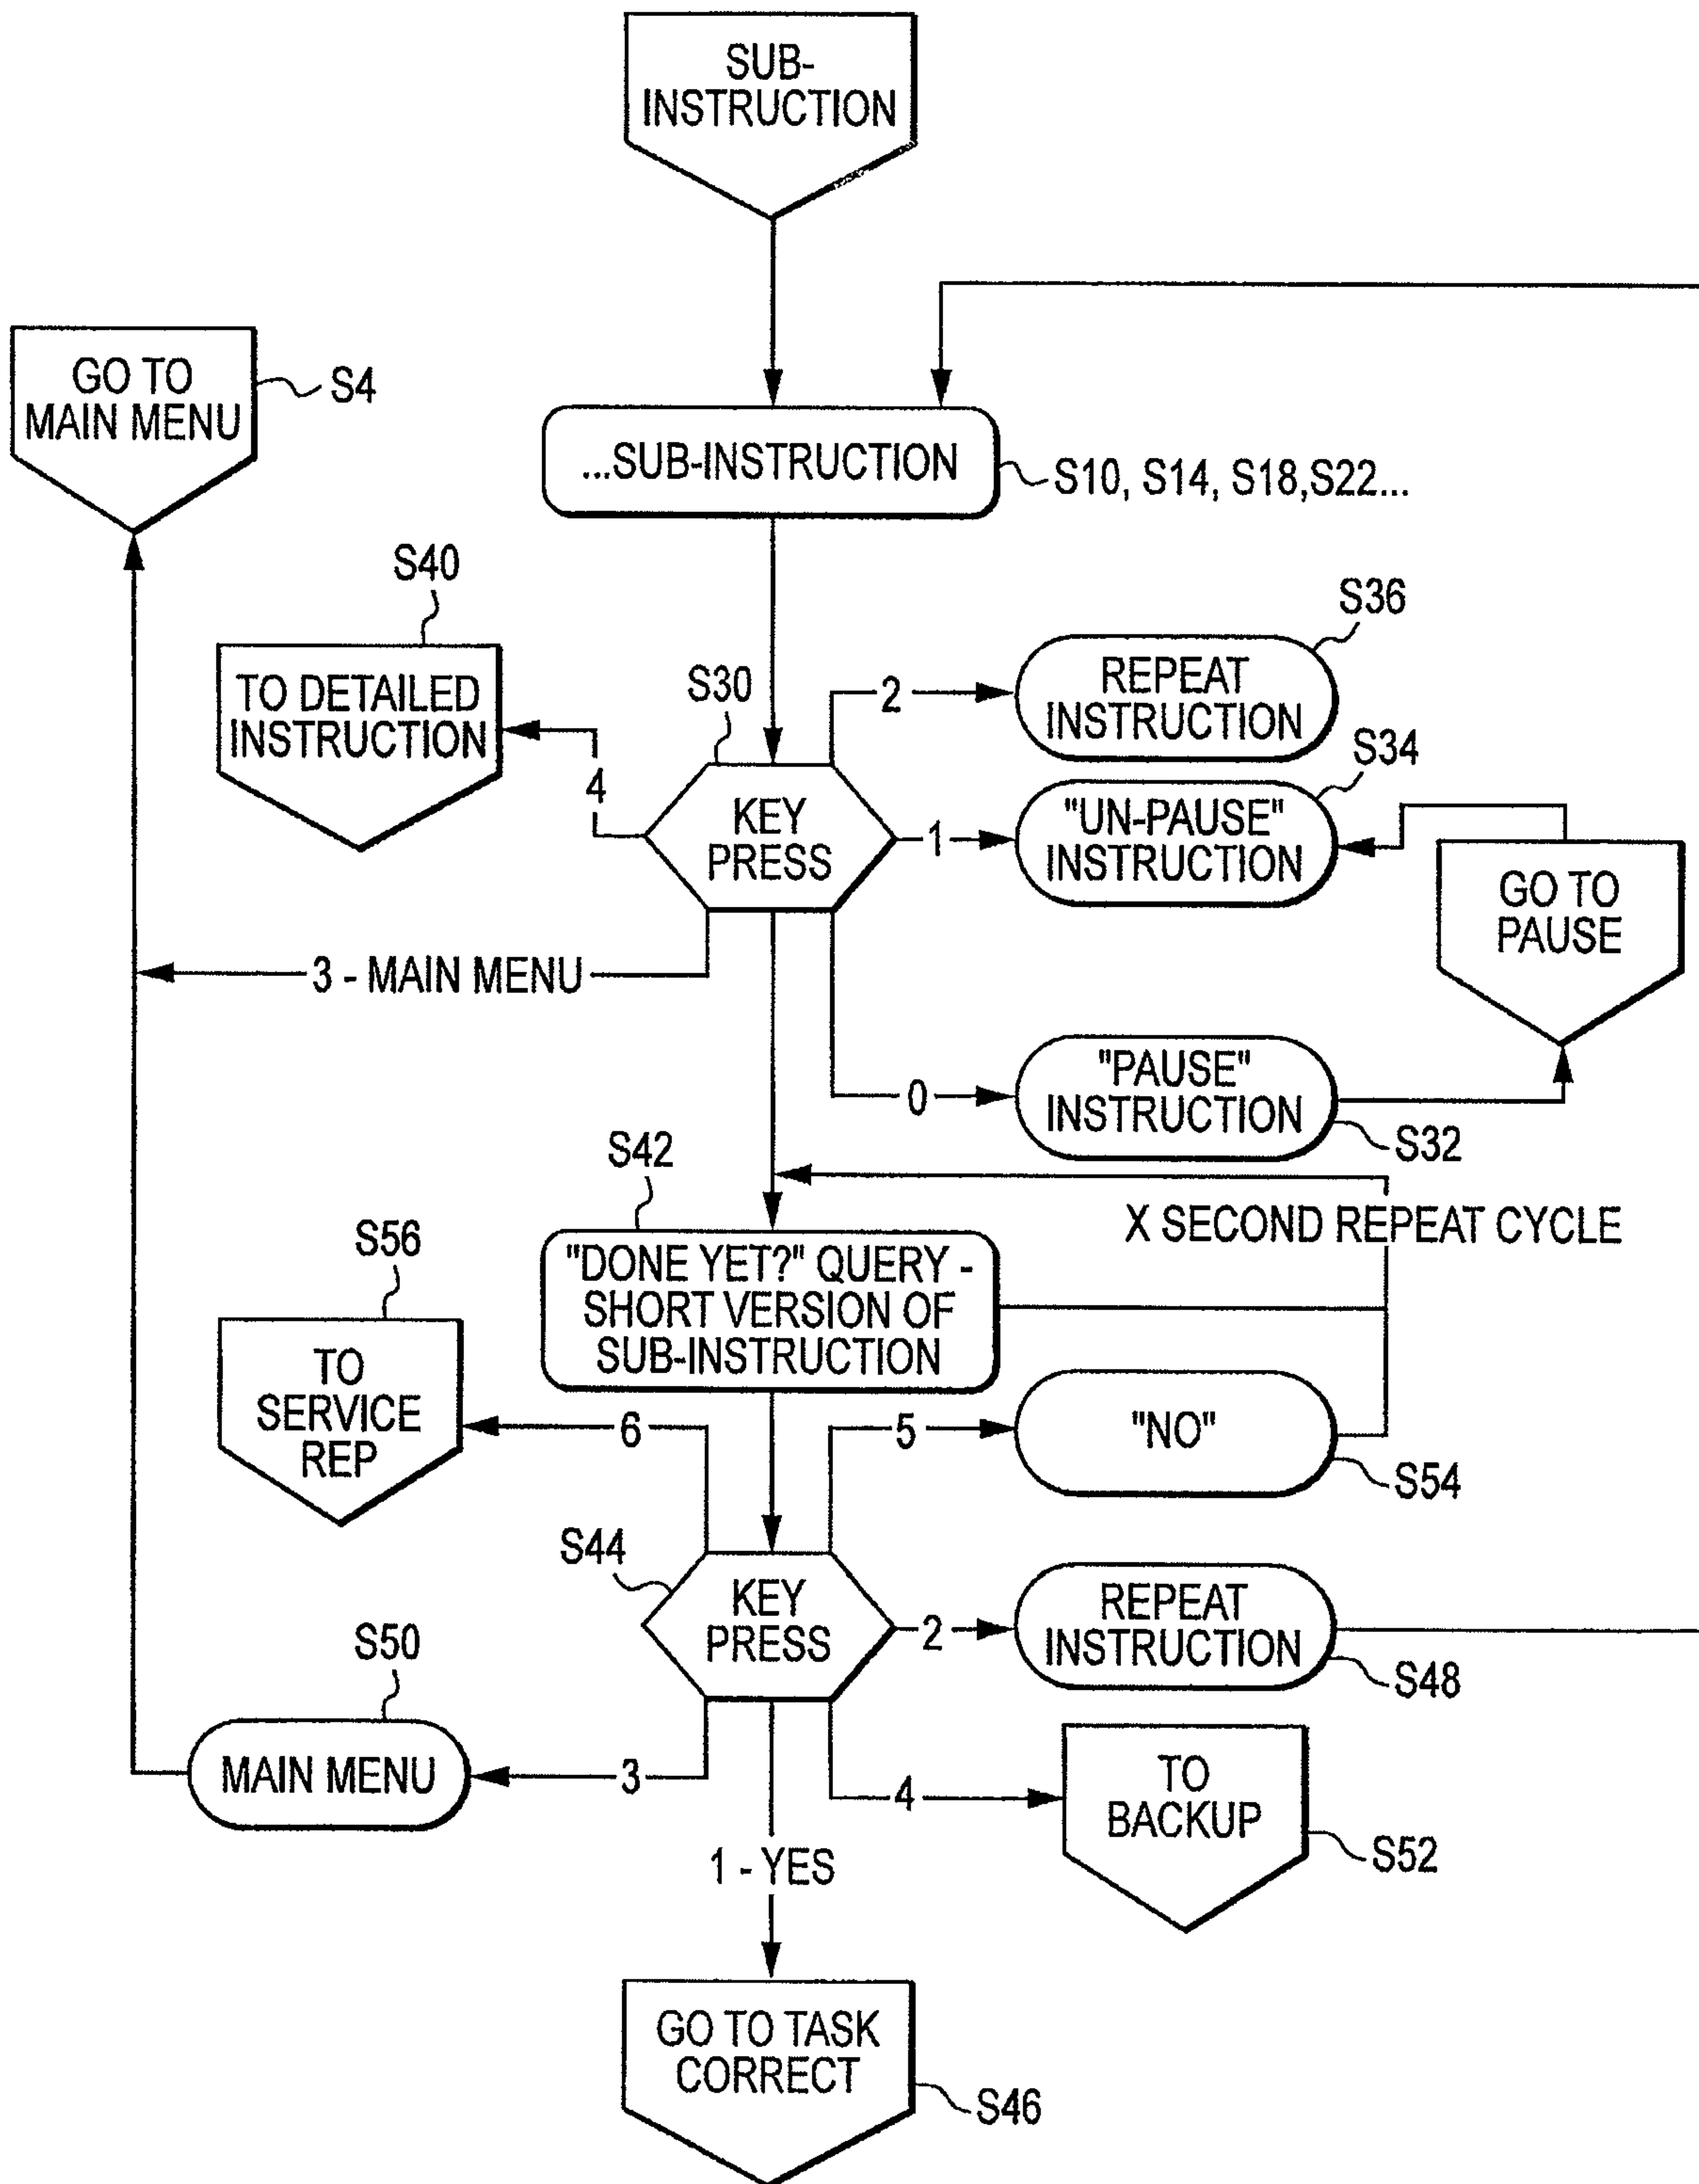 SUB-
INSTRUCTION
GO TO
MAIN MENU
S4
...SUB-INSTRUCTION
S10, S14, S18,S22...
S40
TO DETAILED
INSTRUCTION
4
S30
KEY
PRESS
2
REPEAT
INSTRUCTION
S36
1
"UN-PAUSE"
INSTRUCTION
S34
GO TO
PAUSE
3 - MAIN MENU
0
"PAUSE"
INSTRUCTION
S32
S42
X SECOND REPEAT CYCLE
"DONE YET?" QUERY -
SHORT VERSION OF
SUB-INSTRUCTION
S56
TO
SERVICE
REP
6
5
"NO"
S54
S44
KEY
PRESS
2
REPEAT
INSTRUCTION
S48
S50
MAIN MENU
3
4
TO
BACKUP
S52
1 - YES
GO TO TASK
CORRECT
S46